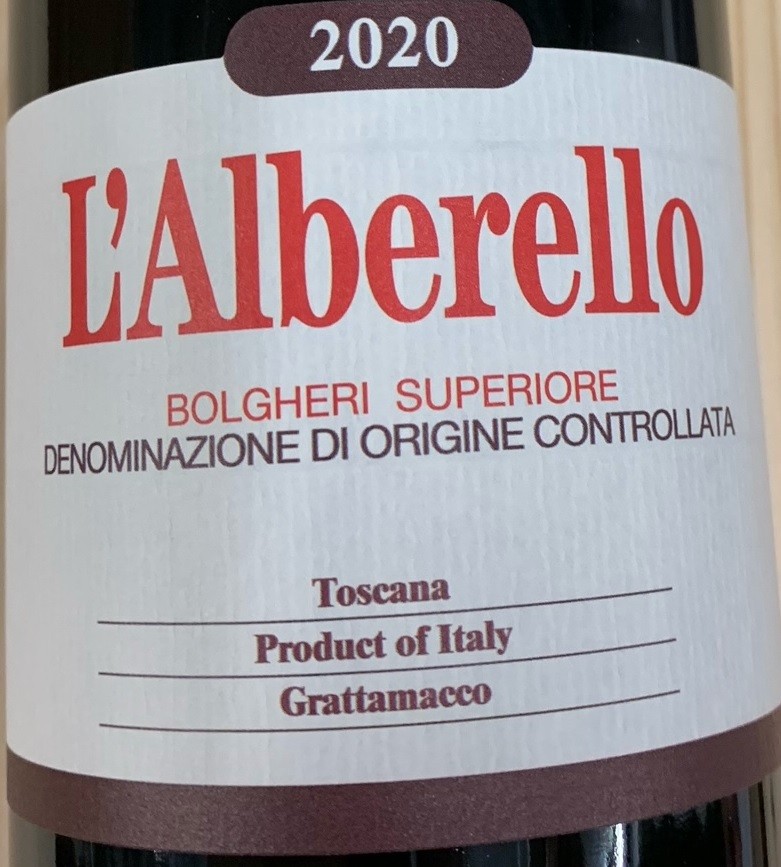 2020
L'Alberello
BOLGHERI SUPERIORE
DENOMINAZIONE DI ORIGINE CONTROLLATA
Toscana
Product of Italy
Grattamacco